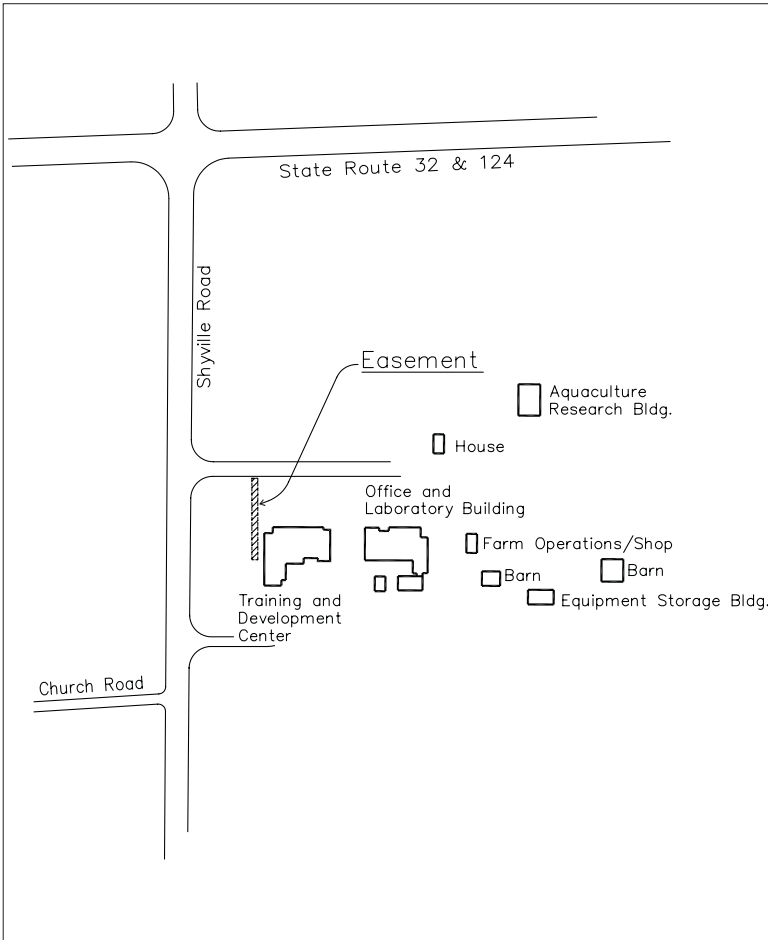 State Route 32 & 124
Shyville Road
Easement
Aquaculture
Research Bldg.
House
Office and
Laboratory Building
Farm Operations/Shop
Barn
Barn
Equipment Storage Bldg.
Training and
Development
Center
Church Road